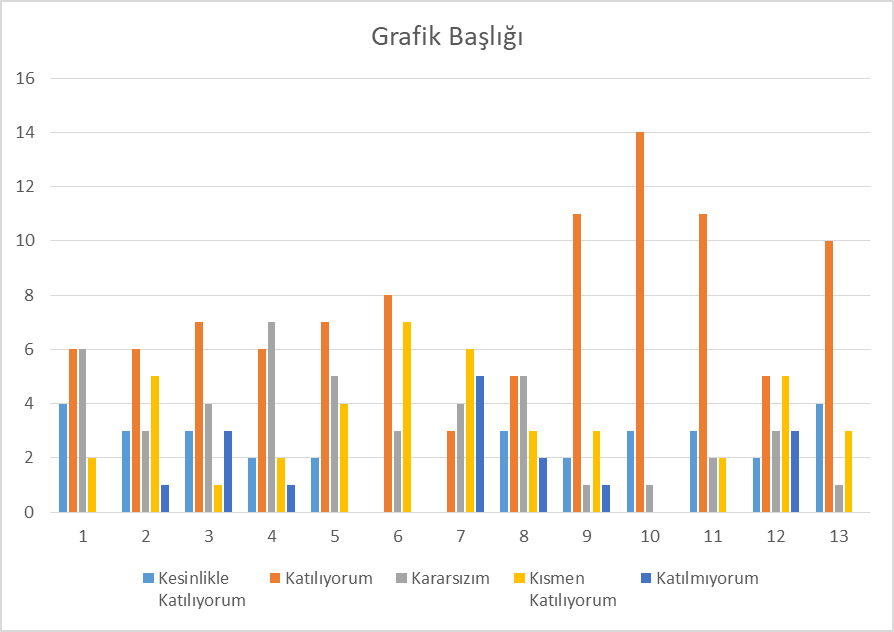 Grafik Başlığı
16
14
12
10
8
6
4
2
0
1 2 3 4 5 6 7 8 9 10 11 12 13
Kesinlikle Katılıyorum Kararsızım Kısmen Katılmıyorum
Katılıyorum Katılıyorum